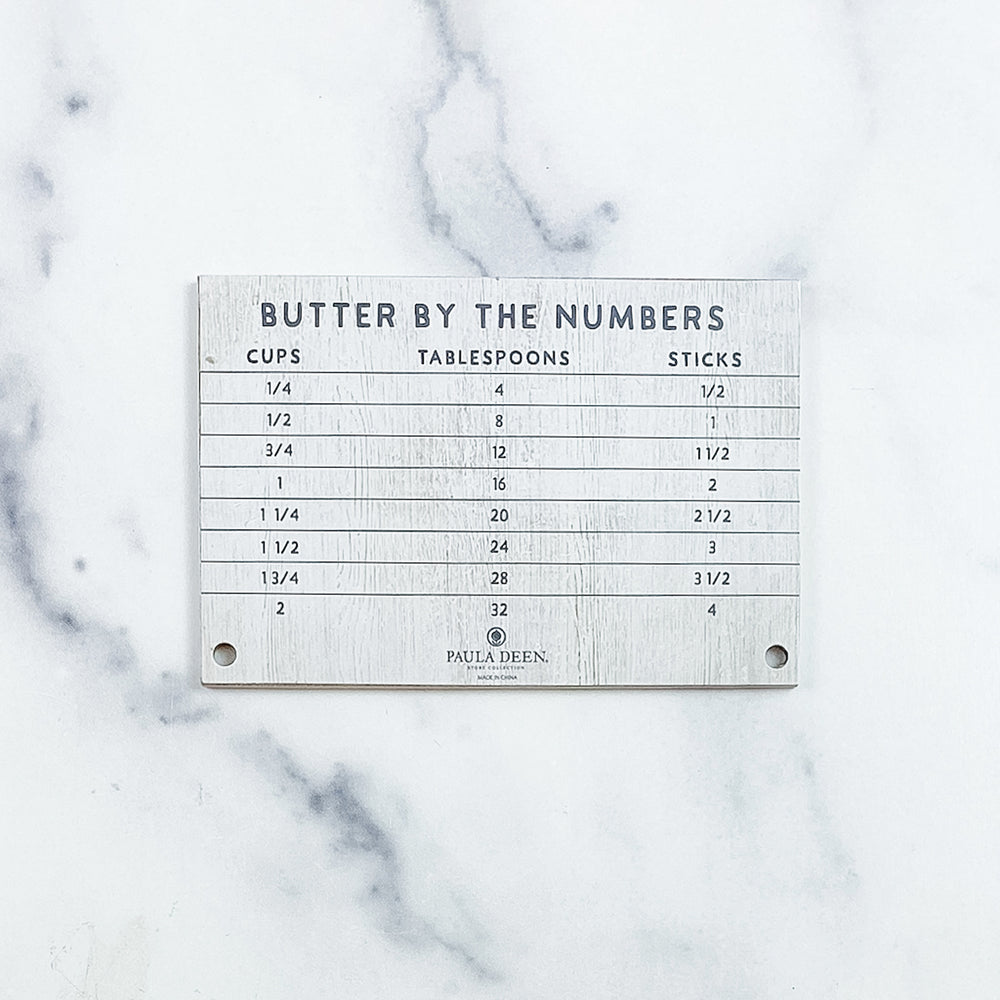 BUTTER BY THE NUMBERS
CUPS TABLESPOONS STICKS
1/4 4 1/2
1/2 8 1
3/4 12 1 1/2
1 16 2
1 1/4 20 2 1/2
1 1/2 24 3
1 3/4 28 3 1/2
2 32 4
PAULA DEEN®
STORE COLLECTION
MADE IN CHINA